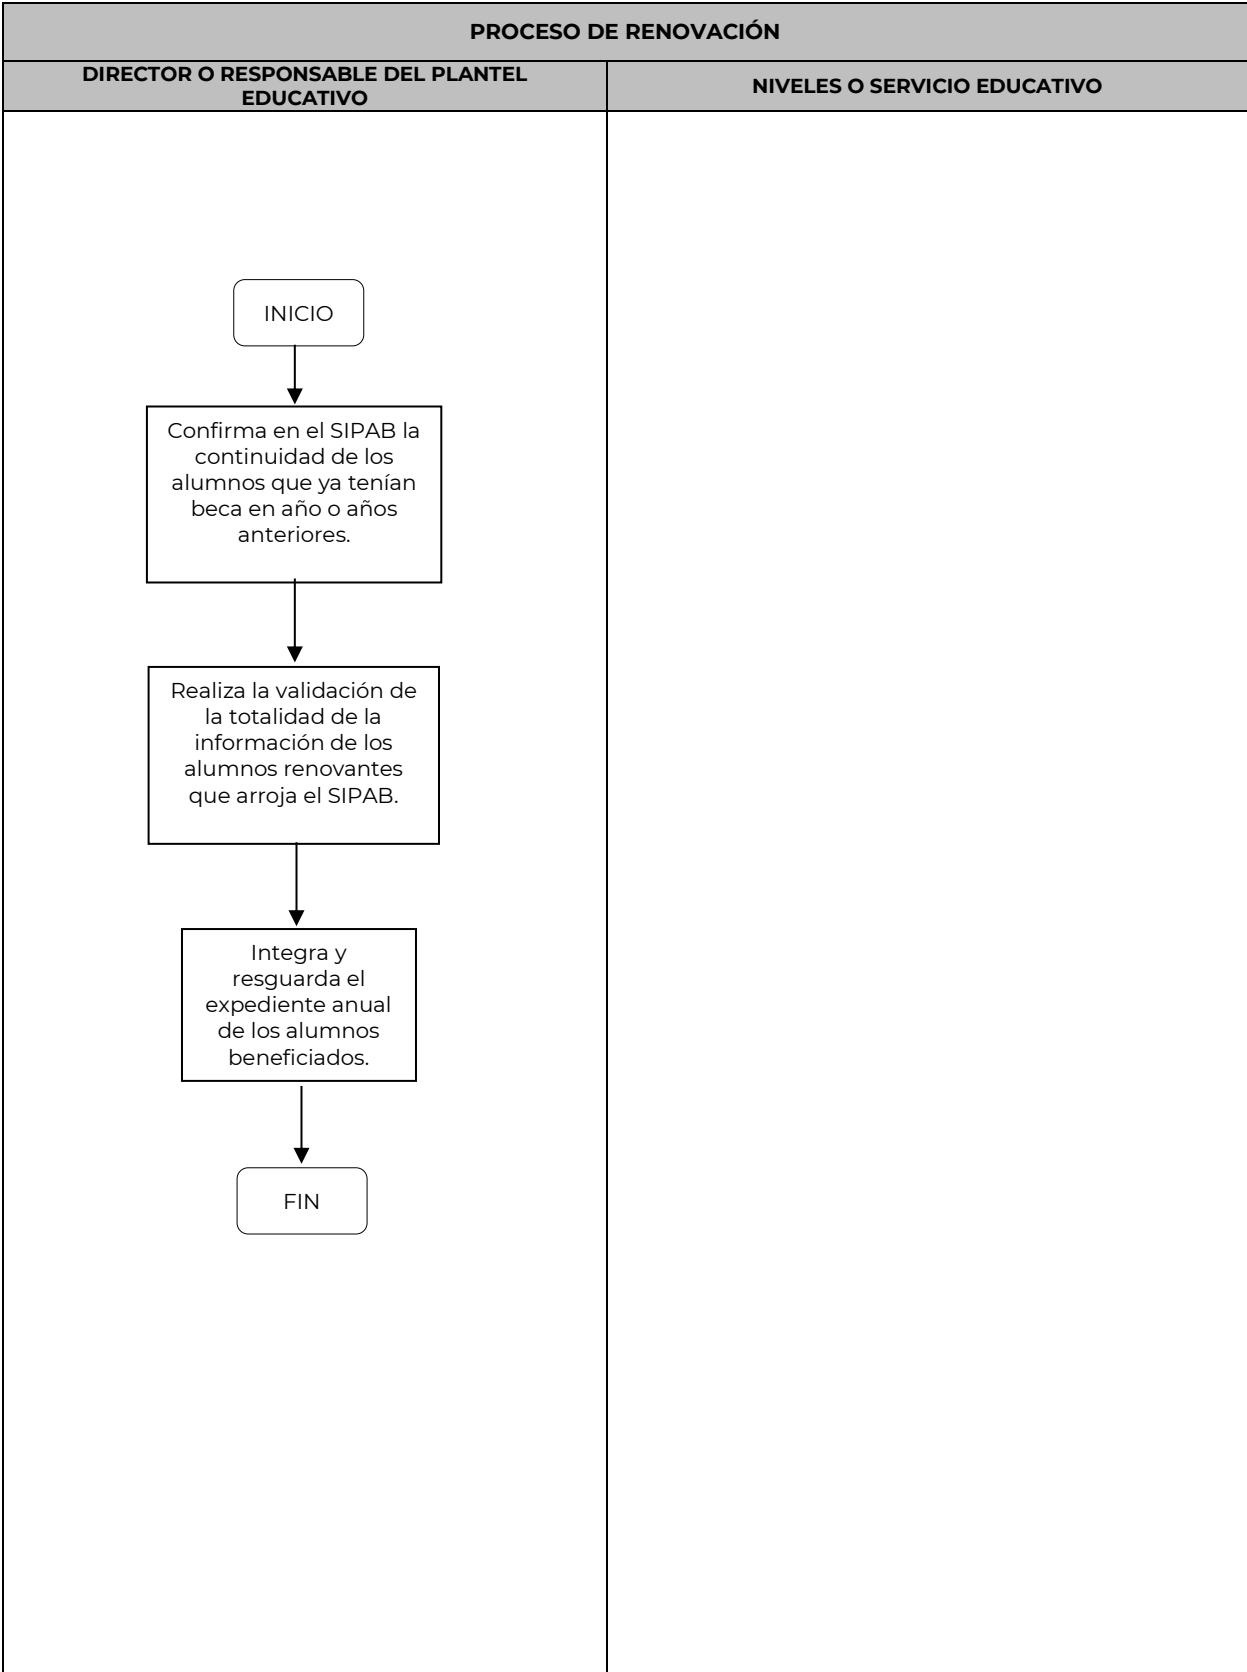 PROCESO DE RENOVACIÓN
DIRECTOR O RESPONSABLE DEL PLANTEL
EDUCATIVO
NIVELES O SERVICIO EDUCATIVO
INICIO
Confirma en el SIPAB la
continuidad de los
alumnos que ya tenían
beca en año o años
anteriores.
Realiza la validación de
la totalidad de la
información de los
alumnos renovantes
que arroja el SIPAB.
Integra y
resguarda el
expediente anual
de los alumnos
beneficiados.
FIN